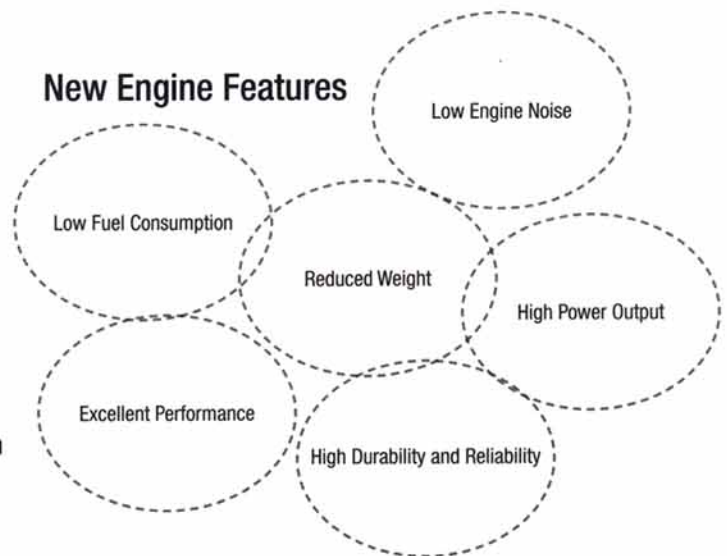 New Engine Features
Low Engine Noise
Low Fuel Consumption
Reduced Weight
High Power Output
Excellent Performance
High Durability and Reliability